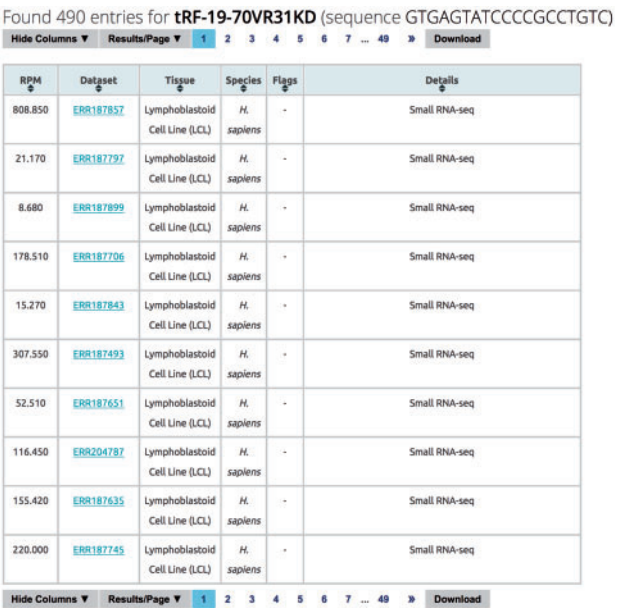 Found 490 entries for tRF-19-70VR31KD (sequence GTGAGTATCCCCGCCTGTC)
Hide Columns ▼ Results/Page ▼ 1 2 3 4 5 6 7 ... 49 » Download
RPM Dataset Tissue Species Flags Details
808.850 ERR187857 Lymphoblastoid H. - Small RNA-seq
Cell Line (LCL) sapiens
21.170 ERR187797 Lymphoblastoid H. - Small RNA-seq
Cell Line (LCL) sapiens
8.680 ERR187899 Lymphoblastoid H. - Small RNA-seq
Cell Line (LCL) sapiens
178.510 ERR187706 Lymphoblastoid H. - Small RNA-seq
Cell Line (LCL) sapiens
15.270 ERR187843 Lymphoblastoid H. - Small RNA-seq
Cell Line (LCL) sapiens
307.550 ERR187493 Lymphoblastoid H. - Small RNA-seq
Cell Line (LCL) sapiens
52.510 ERR187651 Lymphoblastoid H. - Small RNA-seq
Cell Line (LCL) sapiens
116.450 ERR204787 Lymphoblastoid H. - Small RNA-seq
Cell Line (LCL) sapiens
155.420 ERR187635 Lymphoblastoid H. - Small RNA-seq
Cell Line (LCL) sapiens
220.000 ERR187745 Lymphoblastoid H. - Small RNA-seq
Cell Line (LCL) sapiens
Hide Columns ▼ Results/Page ▼ 1 2 3 4 5 6 7 ... 49 » Download